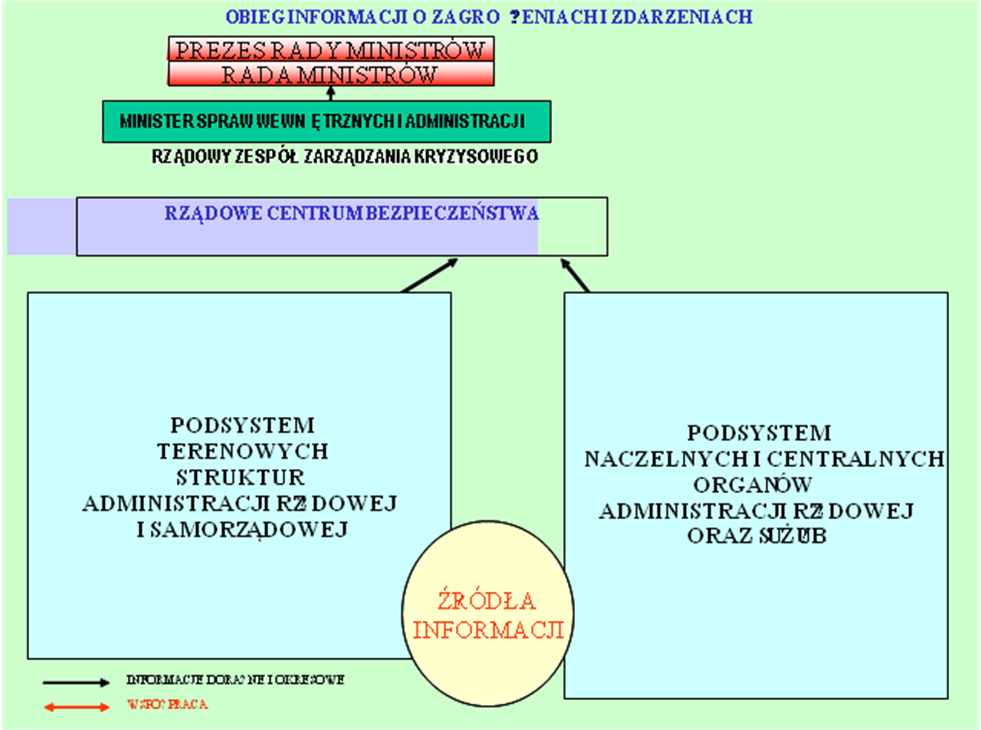 OBIEG INFORMACJI O ZAGRO ?ENIACH I ZDARZENIACH
PREZES RADY MINISTRÓW
RADA MINISTRÓW
MINISTER SPRAW WEWN ĘTRZNYCH I ADMINISTRACJI
RZĄDOWY ZESPÓŁ ZARZĄDZANIA KRYZYSOWEGO
RZĄDOWE CENTRUM BEZPIECZEŃSTWA
PODSYSTEM
TERENOWYCH
STRUKTUR
ADMINISTRACJI
I SAMORZĄDOWEJ
PODSYSTEM
NACZELNYCH I CENTRALNYCH
ORGANÓW
ADMINISTRACJI
ORAZ
ŹRÓDŁA
INFORMACJI
INFORMACJE